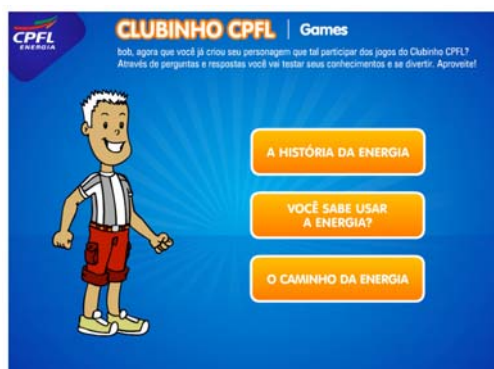 CPFL
ENERGIA
CLUBINHO CPFL | Games
bob, agora que você já criou seu personagem que tal participar dos jogos do Clubinho CPFL?
Através de perguntas e respostas você vai testar seus conhecimentos e se divertir. Aproveite!
A HISTÓRIA DA ENERGIA
VOCÊ SABE USAR
A ENERGIA?
O CAMINHO DA ENERGIA